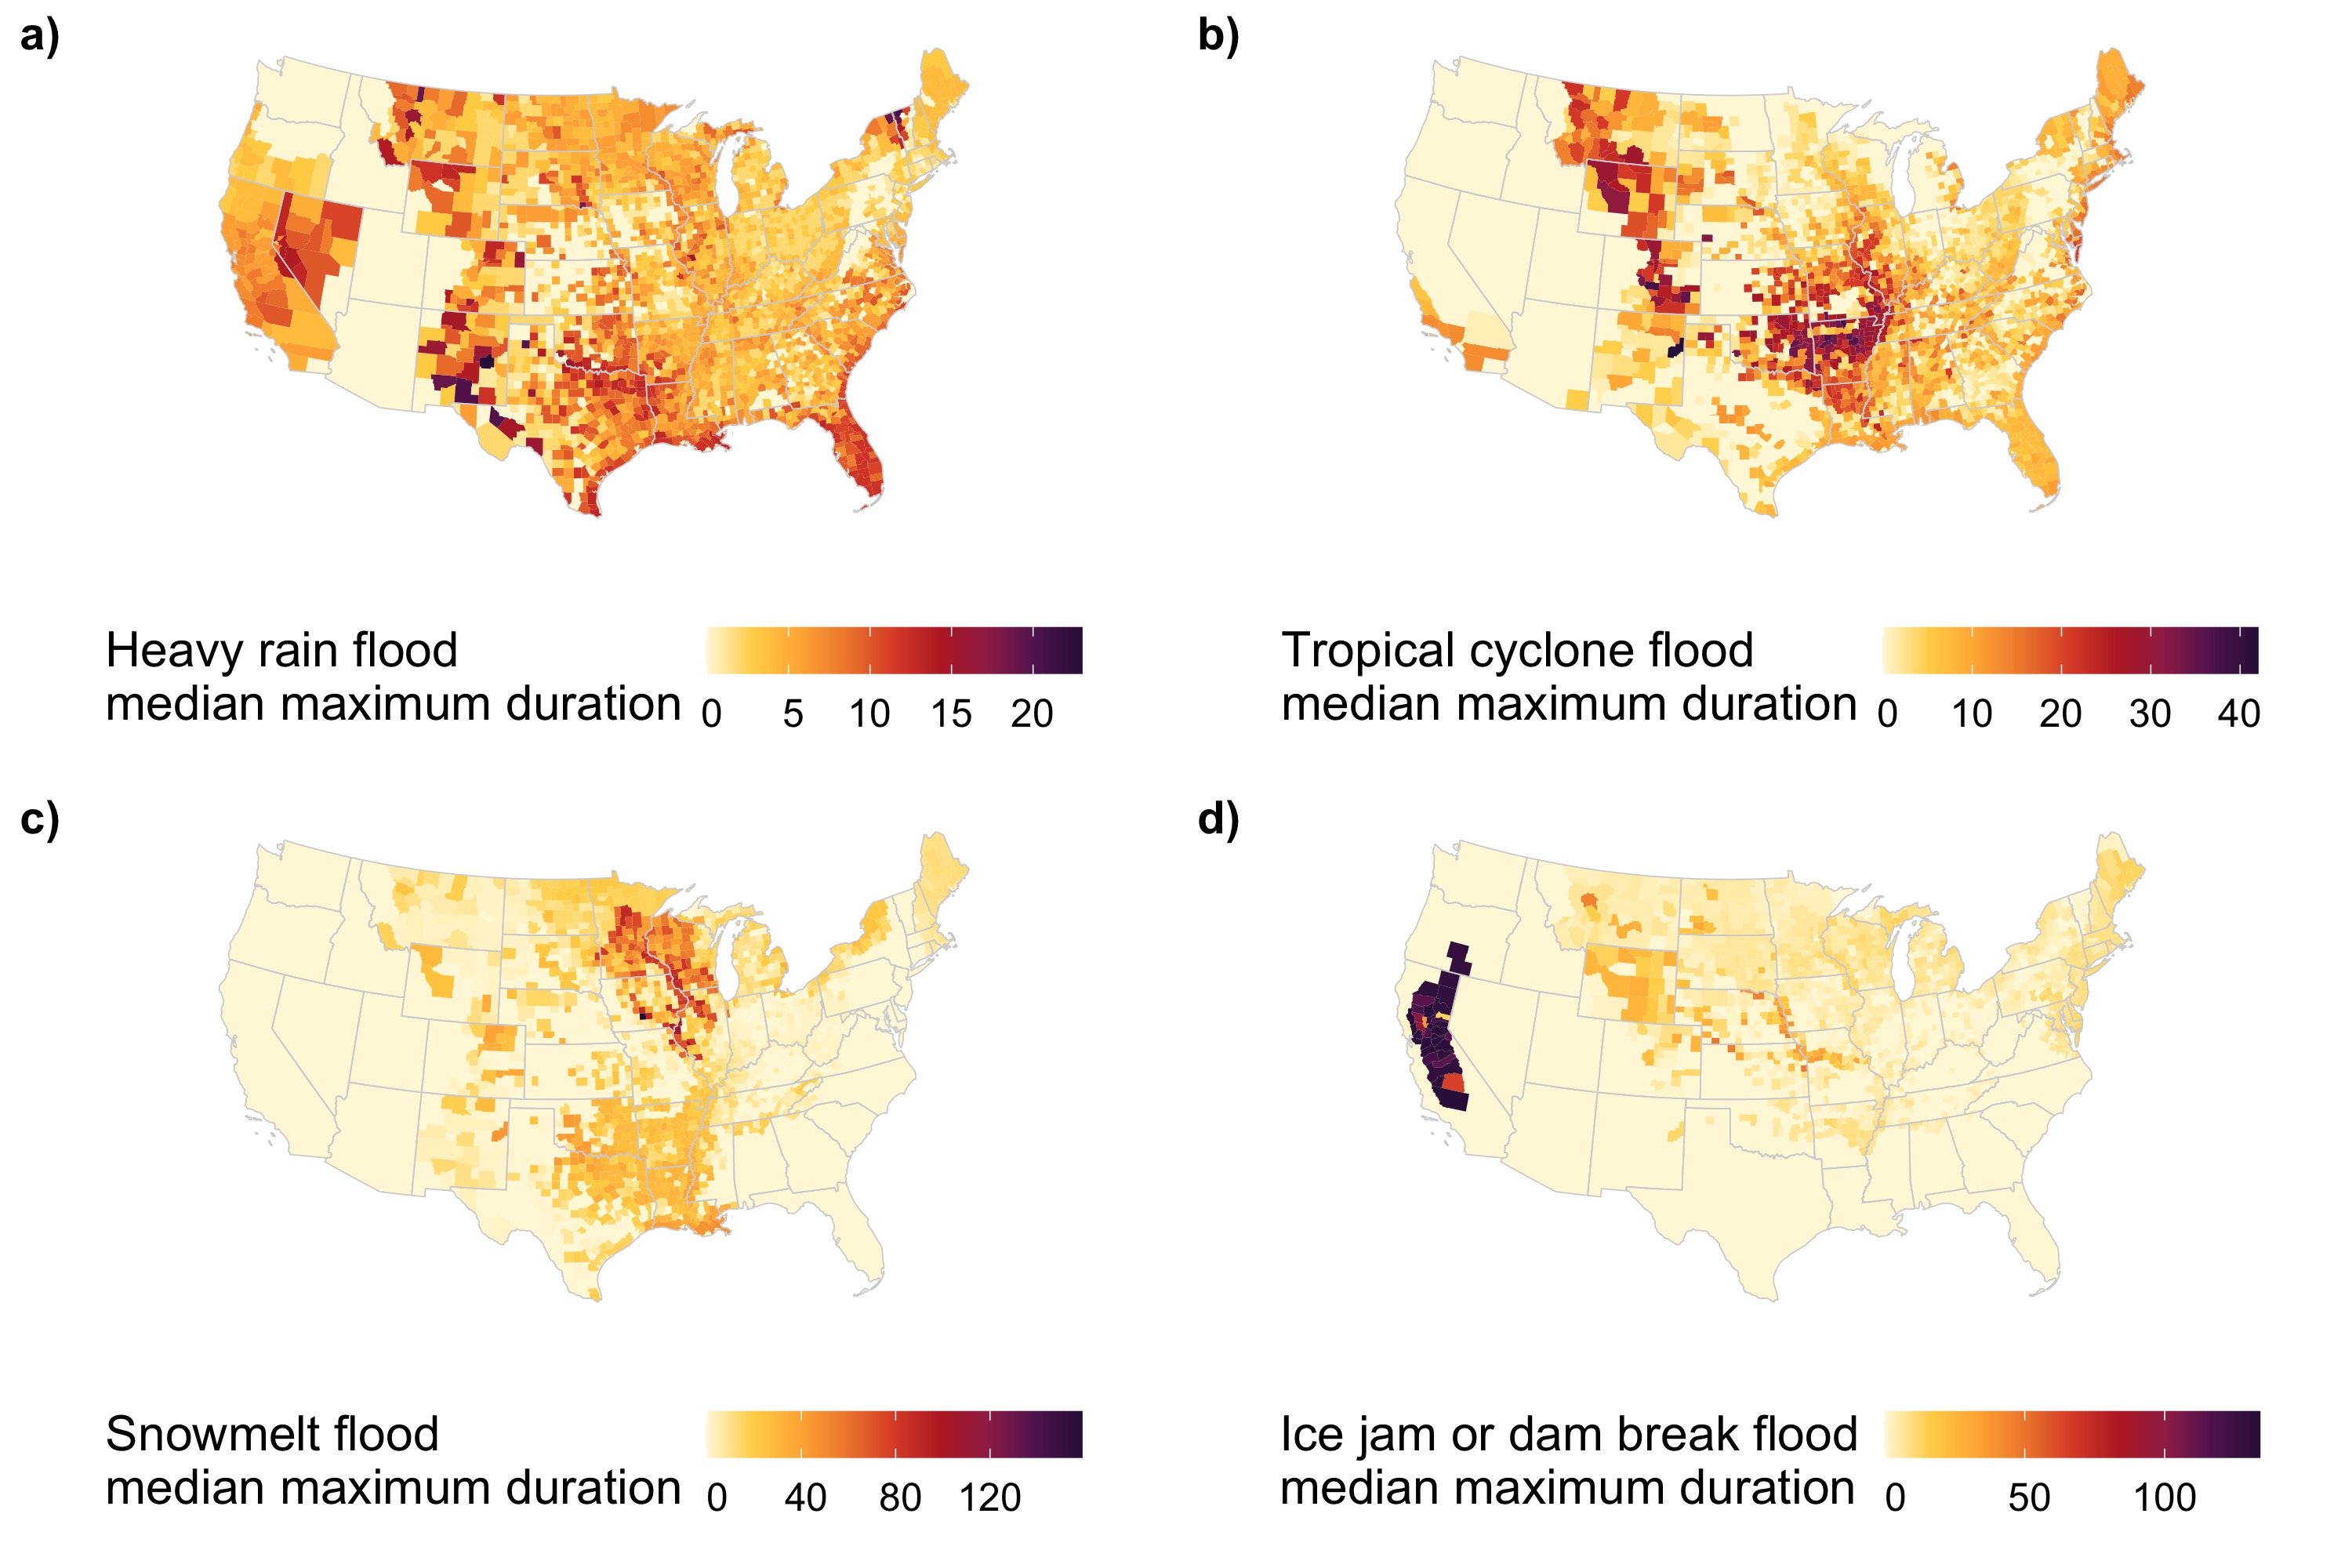 a)
b)
Heavy rain flood
median maximum duration
0 5 10 15 20
Tropical cyclone flood
median maximum duration
0 10 20 30 40
c)
d)
Snowmelt flood
median maximum duration
0 40 80 120
Ice jam or dam break flood
median maximum duration
0 50 100